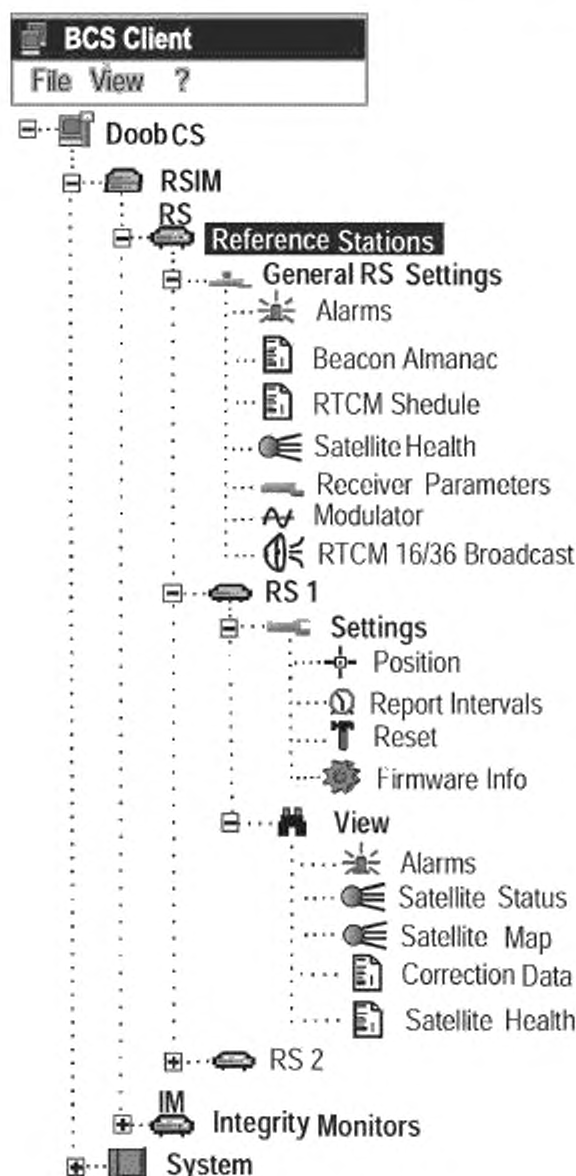 BCS Client
File View ?
Doob CS
RSIM
RS
Reference Stations
General RS Settings
Alarms
Beacon Almanac
RTCM Shedule
Satellite Health
Receiver Parameters
Modulator
RTCM 16/36 Broadcast
RS 1
Settings
Position
Report Intervals
Reset
Firmware Info
View
Alarms
Satellite Status
Satellite Map
Correction Data
Satellite Health
RS 2
IM
Integrity Monitors
System